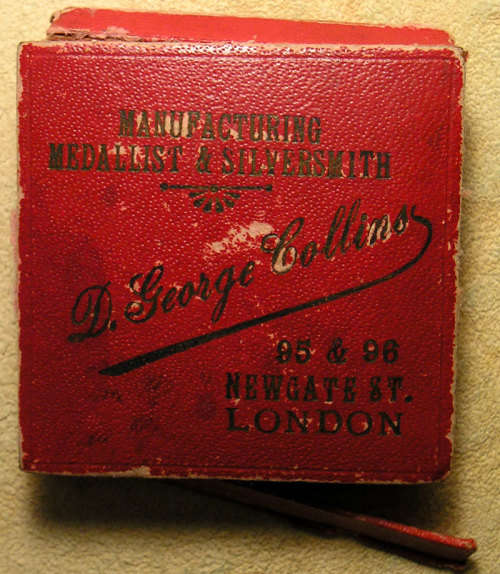 MANUFACTURING
MEDALLIST & SILVERSMITH
D. George Collins
95 & 96
NEWGATE ST.
LONDON